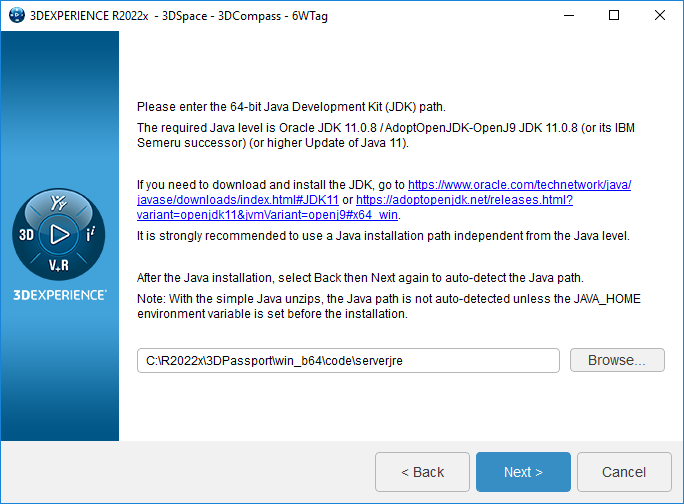 3DEXPERIENCE R2022x - 3DSpace - 3DCompass - 6WTag
Please enter the 64-bit Java Development Kit (JDK) path.
The required Java level is Oracle JDK 11.0.8 / AdoptOpenJDK-OpenJ9 JDK 11.0.8 (or its IBM
Semeru successor) (or higher Update of Java 11).
If you need to download and install the JDK, go to https://www.oracle.com/technetwork/java/
javase/downloads/index.html#JDK11 or https://adoptopenjdk.net/releases.html?
variant=openjdk11&jvmVariant=openj9#x64_win.
It is strongly recommended to use a Java installation path independent from the Java level.
3D
i²
V+R
3DEXPERIENCE
After the Java installation, select Back then Next again to auto-detect the Java path.
Note: With the simple Java unzips, the Java path is not auto-detected unless the JAVA_HOME
environment variable is set before the installation.
C:\R2022x\3DPassport\win_b64\code\serverjre
Browse...
< Back
Next >
Cancel